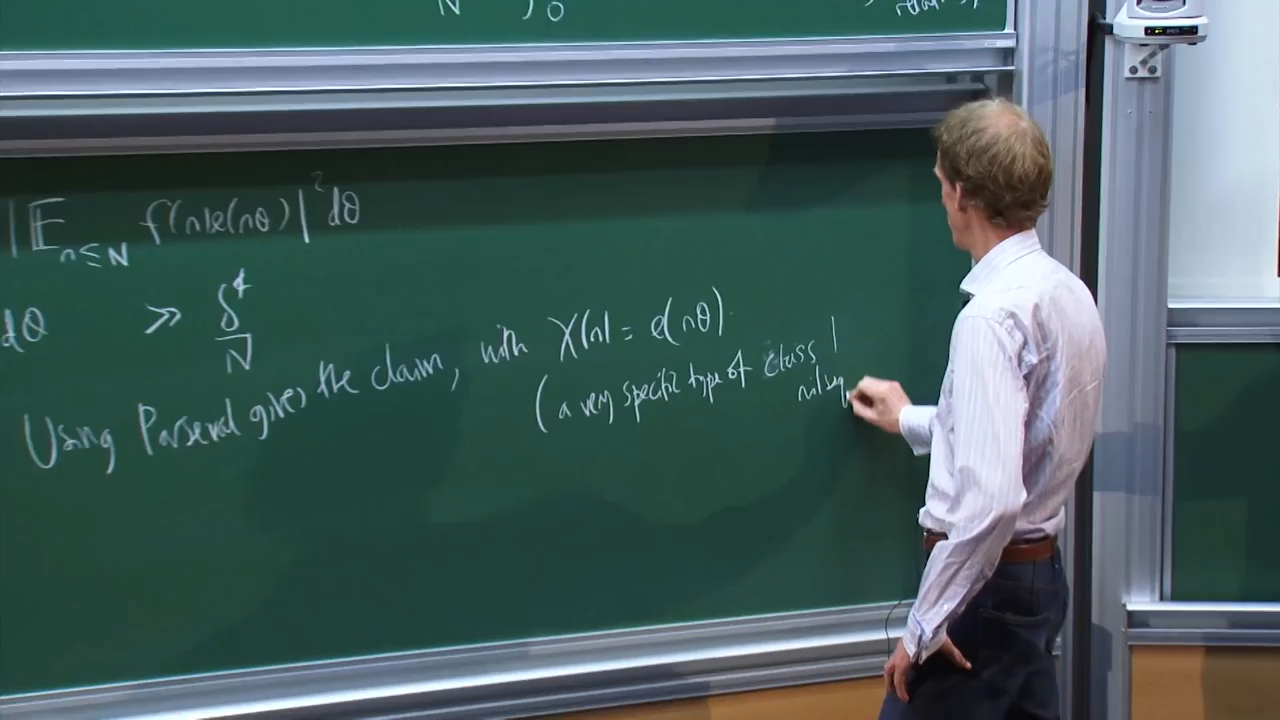 N 0
|𝔼_{n≤N} f(n)e(nθ)|² dθ
dθ ≫ δ⁴/N
Using Parseval gives the claim, with χ(n) = e(nθ).
(a very specific type of class 1
nilseq